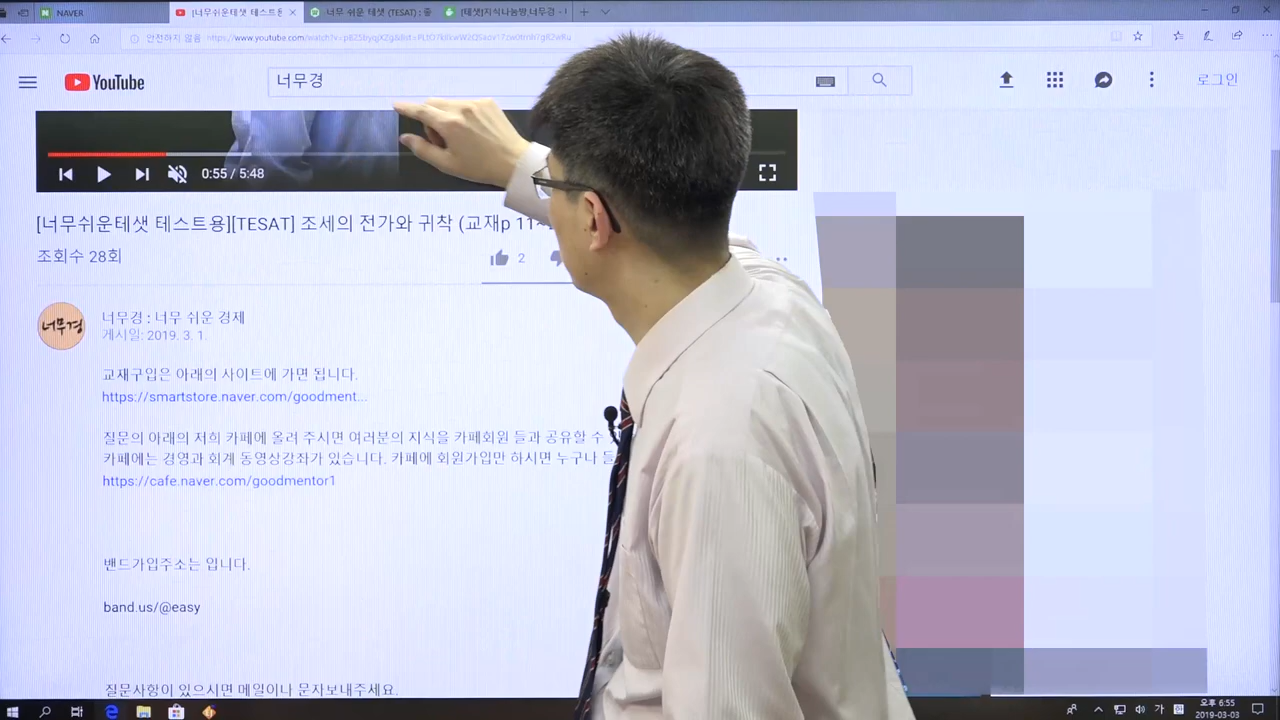 NAVER
[너무쉬운테샛 테스트용
너무 쉬운 테샛 (TESAT) : 좋
[테샛]지식나눔방,너무경 -
안전하지 않음
YouTube
너무경
로그인
0:55 / 5:48
[너무쉬운테샛 테스트용][TESAT] 조세의 전가와 귀착 (교재p 11
조회수 28회
2
너무경
너무경 : 너무 쉬운 경제
게시일: 2019. 3. 1.
교재구입은 아래의 사이트에 가면 됩니다.
https://smartstore.naver.com/goodment...
질문의 아래의 저희 카페에 올려 주시면 여러분의 지식을 카페회원 들과 공유할 수
카페에는 경영과 회계 동영상강좌가 있습니다. 카페에 회원가입만 하시면 누구나
https://cafe.naver.com/goodmentor1
밴드가입주소는 입니다.
band.us/@easy
질문사항이 있으시면 메일이나 문자보내주세요.
가
오후 6:55
2019-03-03